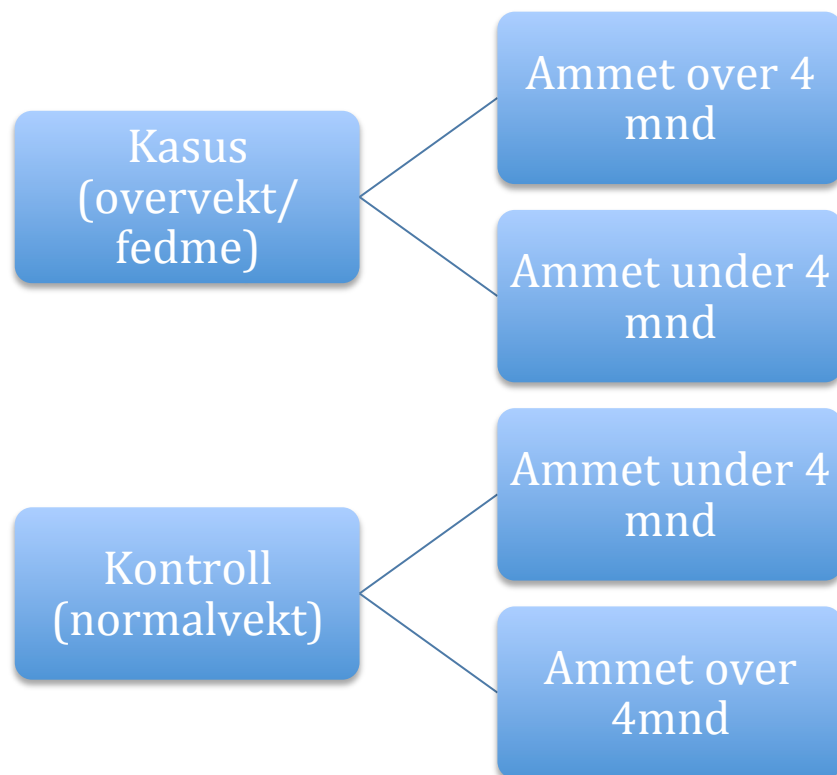 Kasus
(overvekt/
fedme)
Ammet over 4
mnd
Ammet under 4
mnd
Kontroll
(normalvekt)
Ammet under 4
mnd
Ammet over
4mnd